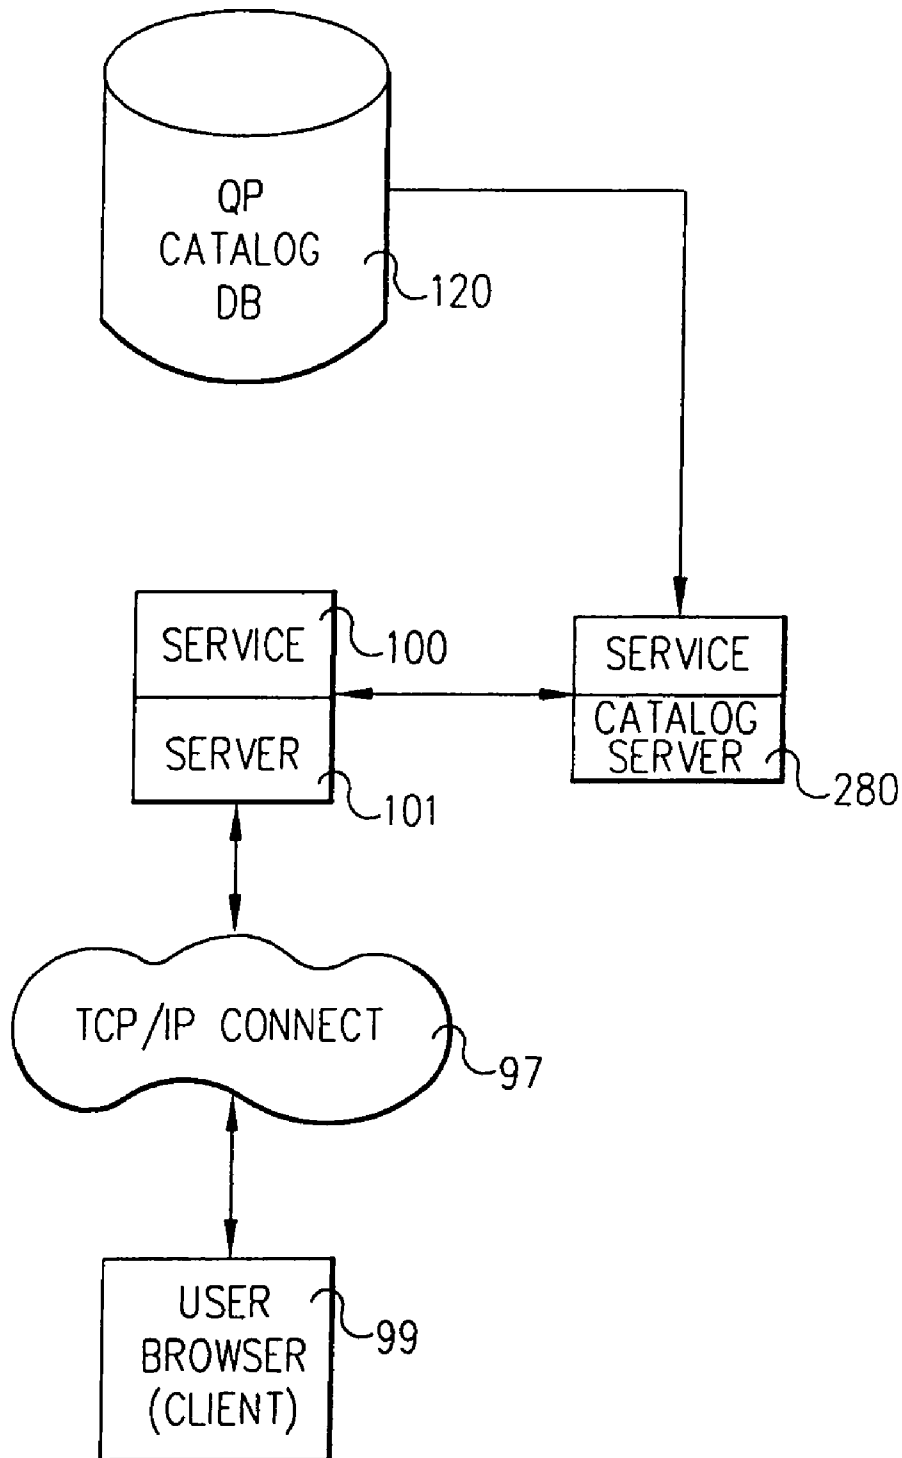 QP
CATALOG
DB
120
SERVICE
100
SERVER
101
SERVICE
CATALOG
SERVER
280
TCP/IP CONNECT
97
USER
BROWSER
(CLIENT)
99